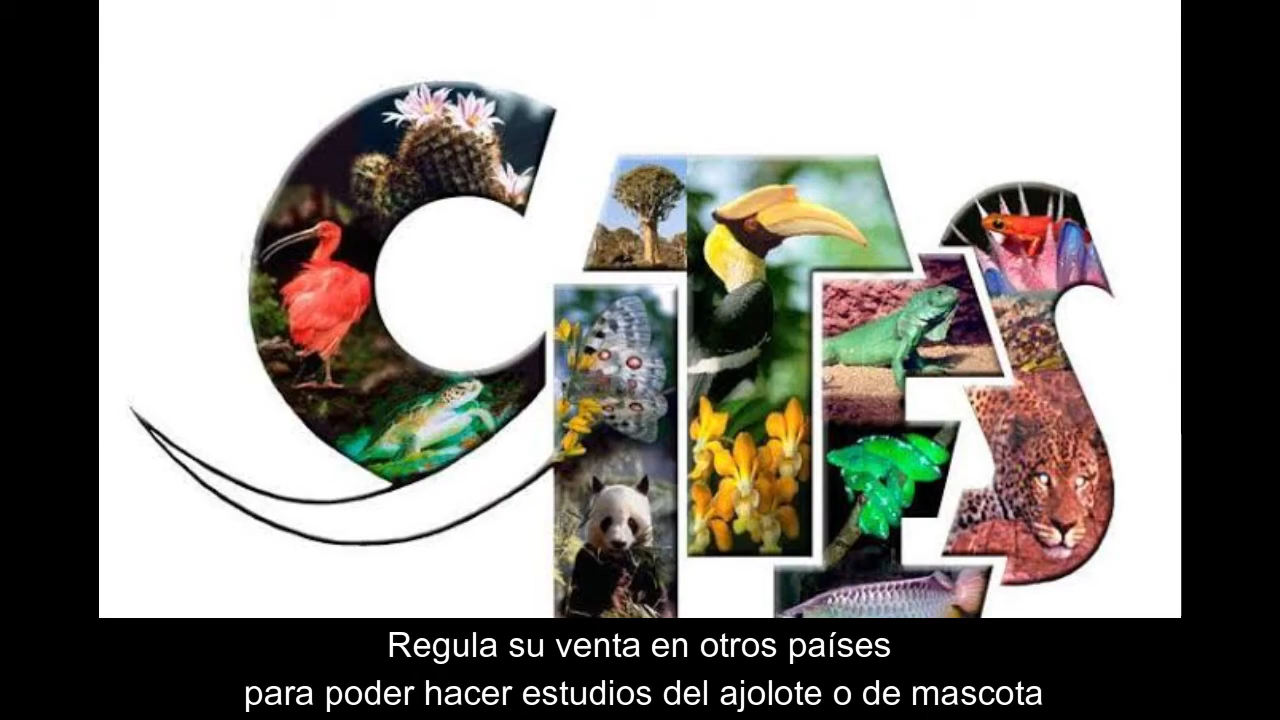 CITES
Regula su venta en otros países
para poder hacer estudios del ajolote o de mascota